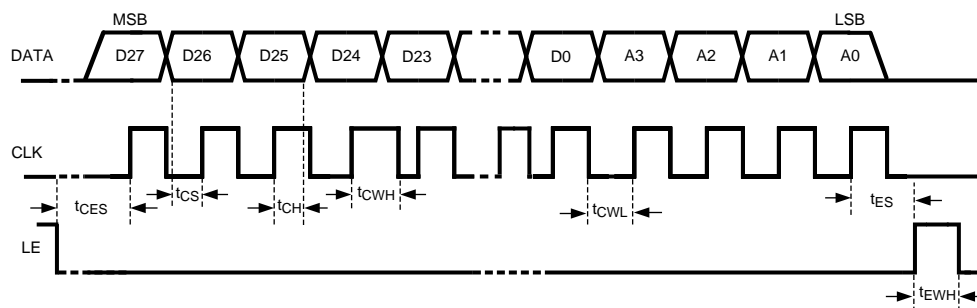 MSB LSB
DATA D27 D26 D25 D24 D23 D0 A3 A2 A1 A0
CLK
tCES tCS tCH tCWH tCWL tES
LE
tEWH